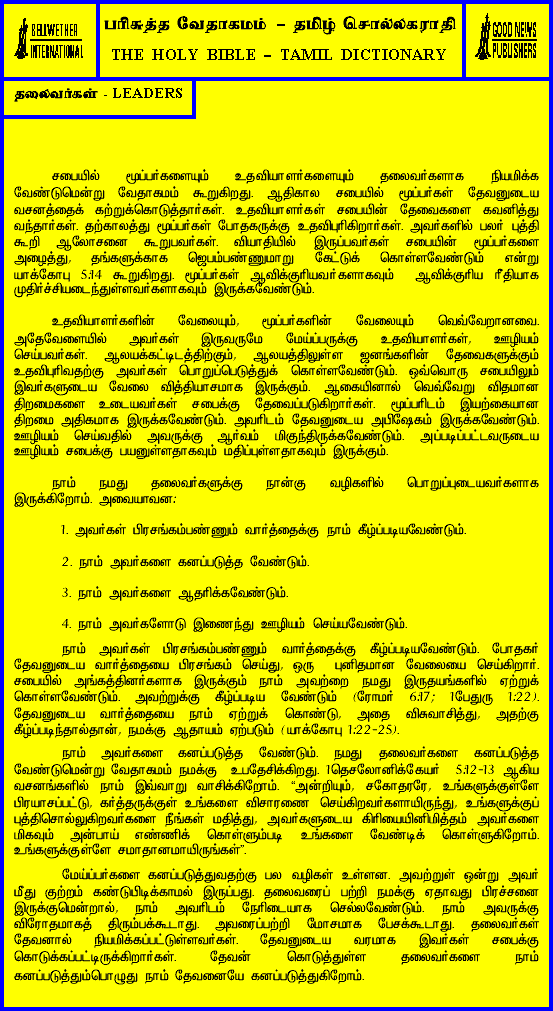 BELLWETHER
INTERNATIONAL
பரிசுத்த வேதாகமம் – தமிழ் சொல்லகராதி
THE HOLY BIBLE – TAMIL DICTIONARY
GOOD NEWS
PUBLISHERS
தலைவர்கள் - LEADERS
சபையில் மூப்பர்களையும் உதவியாளர்களையும் தலைவர்களாக நியமிக்க
வேண்டுமென்று வேதாகமம் கூறுகிறது. ஆதிகால சபையில் மூப்பர்கள் தேவனுடைய
வசனத்தைக் கற்றுக்கொடுத்தார்கள். உதவியாளர்கள் சபையின் தேவைகளை கவனித்து
வந்தார்கள். தற்காலத்து மூப்பர்கள் போதகருக்கு உதவிபுரிகிறார்கள். அவர்களில் பலர் புத்தி
கூறி ஆலோசனை கூறுபவர்கள். வியாதியில் இருப்பவர்கள் சபையின் மூப்பர்களை
அழைத்து, தங்களுக்காக ஜெபம்பண்ணுமாறு கேட்டுக் கொள்ளவேண்டும் என்று
யாக்கோபு 5:14 கூறுகிறது. மூப்பர்கள் ஆவிக்குரியவர்களாகவும் ஆவிக்குரிய ரீதியாக
முதிர்ச்சியடைந்துள்ளவர்களாகவும் இருக்கவேண்டும்.
உதவியாளர்களின் வேலையும், மூப்பர்களின் வேலையும் வெவ்வேறானவை.
அதேவேளையில் அவர்கள் இருவருமே மேய்ப்பருக்கு உதவியாளர்கள், ஊழியம்
செய்பவர்கள். ஆலயக்கட்டிடத்திற்கும், ஆலயத்திலுள்ள ஜனங்களின் தேவைகளுக்கும்
உதவிபுரிவதற்கு அவர்கள் பொறுப்பெடுத்துக் கொள்ளவேண்டும். ஒவ்வொரு சபையிலும்
இவர்களுடைய வேலை வித்தியாசமாக இருக்கும். ஆகையினால் வெவ்வேறு விதமான
திறமைகளை உடையவர்கள் சபைக்கு தேவைப்படுகிறார்கள். மூப்பரிடம் இயற்கையான
திறமை அதிகமாக இருக்கவேண்டும். அவரிடம் தேவனுடைய அபிஷேகம் இருக்கவேண்டும்.
ஊழியம் செய்வதில் அவருக்கு ஆர்வம் மிகுந்திருக்கவேண்டும். அப்படிப்பட்டவருடைய
ஊழியம் சபைக்கு பயனுள்ளதாகவும் மதிப்புள்ளதாகவும் இருக்கும்.
நாம் நமது தலைவர்களுக்கு நான்கு வழிகளில் பொறுப்புடையவர்களாக
இருக்கிறோம். அவையாவன:
1. அவர்கள் பிரசங்கம்பண்ணும் வார்த்தைக்கு நாம் கீழ்ப்படியவேண்டும்.
2. நாம் அவர்களை கனப்படுத்த வேண்டும்.
3. நாம் அவர்களை ஆதரிக்கவேண்டும்.
4. நாம் அவர்களோடு இணைந்து ஊழியம் செய்யவேண்டும்.
நாம் அவர்கள் பிரசங்கம்பண்ணும் வார்த்தைக்கு கீழ்ப்படியவேண்டும். போதகர்
தேவனுடைய வார்த்தையை பிரசங்கம் செய்து, ஒரு புனிதமான வேலையை செய்கிறார்.
சபையில் அங்கத்தினர்களாக இருக்கும் நாம் அவற்றை நமது இருதயங்களில் ஏற்றுக்
கொள்ளவேண்டும். அவற்றுக்கு கீழ்ப்படிய வேண்டும் (ரோமர் 6:17; 1பேதுரு 1:22).
தேவனுடைய வார்த்தையை நாம் ஏற்றுக் கொண்டு, அதை விசுவாசித்து, அதற்கு
கீழ்ப்படிந்தால்தான், நமக்கு ஆதாயம் ஏற்படும் (யாக்கோபு 1:22-25).
நாம் அவர்களை கனப்படுத்த வேண்டும். நமது தலைவர்களை கனப்படுத்த
வேண்டுமென்று வேதாகமம் நமக்கு உபதேசிக்கிறது. 1தெசலோனிக்கேயர் 5:12-13 ஆகிய
வசனங்களில் நாம் இவ்வாறு வாசிக்கிறோம். “அன்றியும், சகோதரரே, உங்களுக்குள்ளே
பிரயாசப்பட்டு, கர்த்தருக்குள் உங்களை விசாரணை செய்கிறவர்களாயிருந்து, உங்களுக்குப்
புத்திசொல்லுகிறவர்களை நீங்கள் மதித்து, அவர்களுடைய கிரியையினிமித்தம் அவர்களை
மிகவும் அன்பாய் எண்ணிக் கொள்ளும்படி உங்களை வேண்டிக் கொள்ளுகிறோம்.
உங்களுக்குள்ளே சமாதானமாயிருங்கள்”.
மேய்ப்பர்களை கனப்படுத்துவதற்கு பல வழிகள் உள்ளன. அவற்றுள் ஒன்று அவர்
மீது குற்றம் கண்டுபிடிக்காமல் இருப்பது. தலைவரைப் பற்றி நமக்கு ஏதாவது பிரச்சனை
இருக்குமென்றால், நாம் அவரிடம் நேரிடையாக செல்லவேண்டும். நாம் அவருக்கு
விரோதமாகத் திரும்பக்கூடாது. அவரைப்பற்றி மோசமாக பேசக்கூடாது. தலைவர்கள்
தேவனால் நியமிக்கப்பட்டுள்ளவர்கள். தேவனுடைய வரமாக இவர்கள் சபைக்கு
கொடுக்கப்பட்டிருக்கிறார்கள். தேவன் கொடுத்துள்ள தலைவர்களை நாம்
கனப்படுத்தும்பொழுது நாம் தேவனையே கனப்படுத்துகிறோம்.